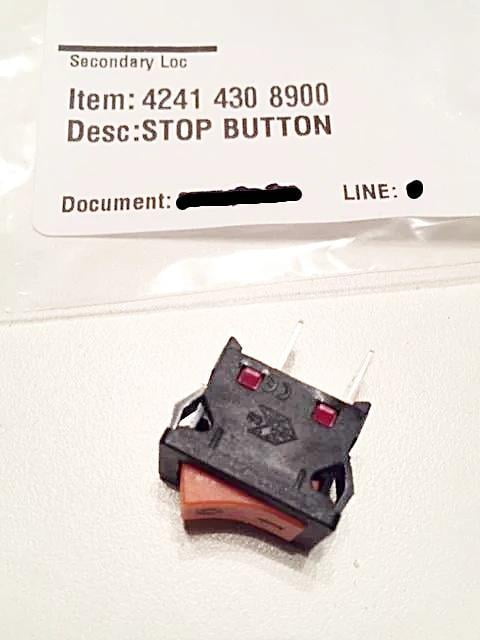 Secondary Loc
Item: 4241 430 8900
Desc:STOP BUTTON
Document:
LINE: